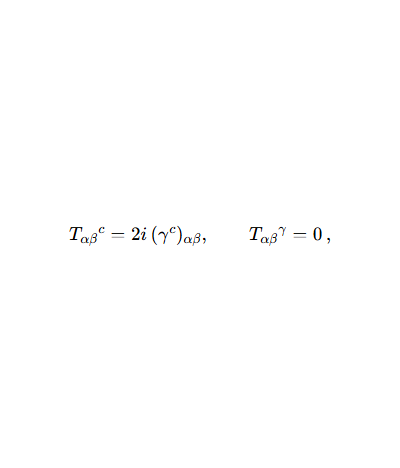 T_{αβ}{}^{c} = 2i (γ^{c})_{αβ},   T_{αβ}{}^{γ} = 0 ,